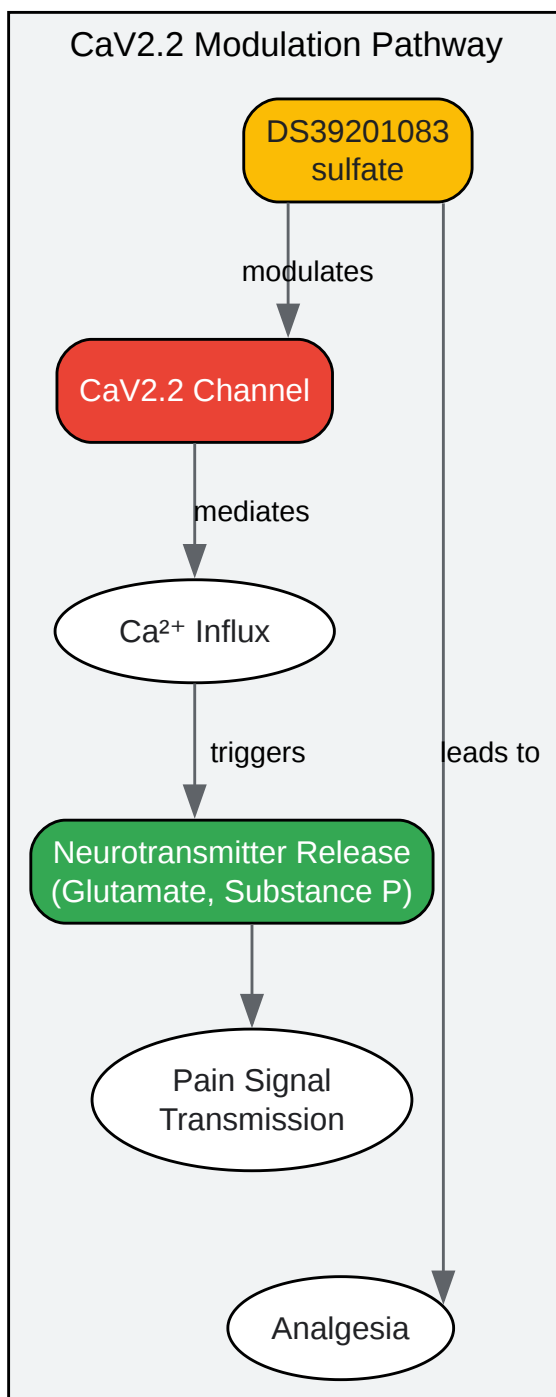 CaV2.2 Modulation Pathway
DS39201083
sulfate
modulates
CaV2.2 Channel
mediates
Ca²⁺ Influx
triggers
leads to
Neurotransmitter Release
(Glutamate, Substance P)
Pain Signal
Transmission
Analgesia